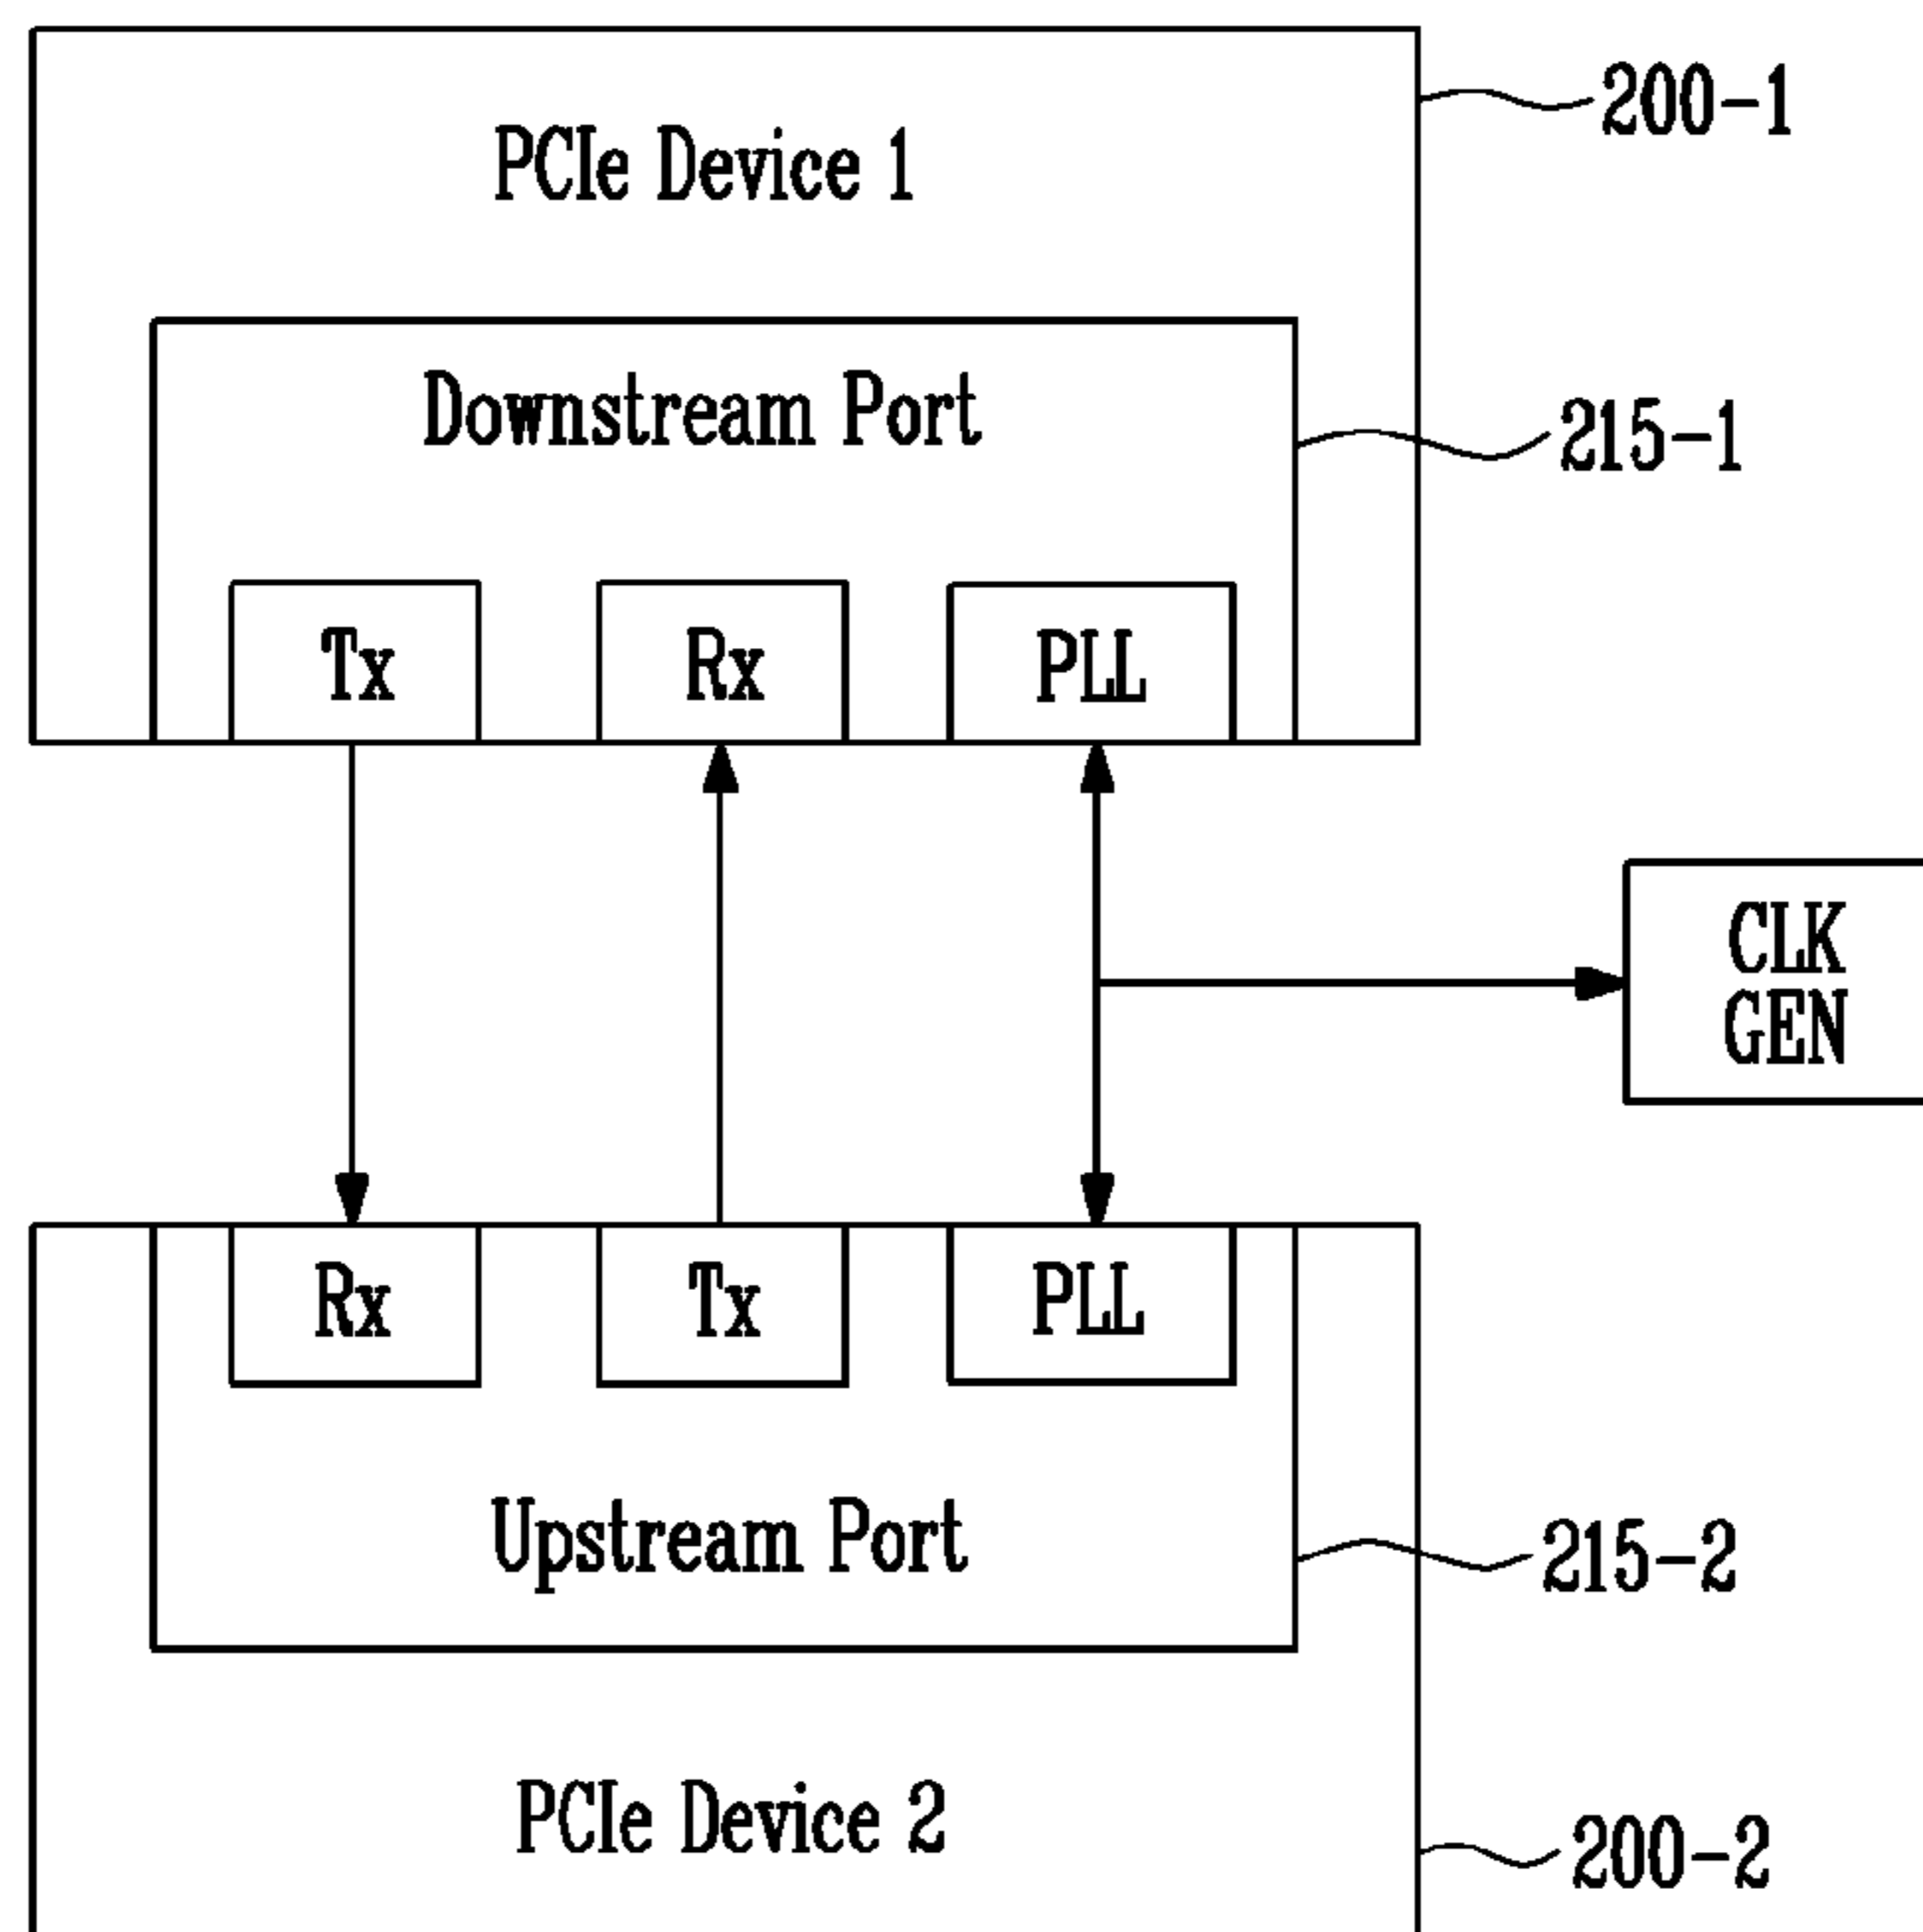 200-1
PCIe Device 1
Downstream Port
215-1
Tx Rx PLL
CLK
GEN
Rx Tx PLL
Upstream Port
215-2
PCIe Device 2
200-2